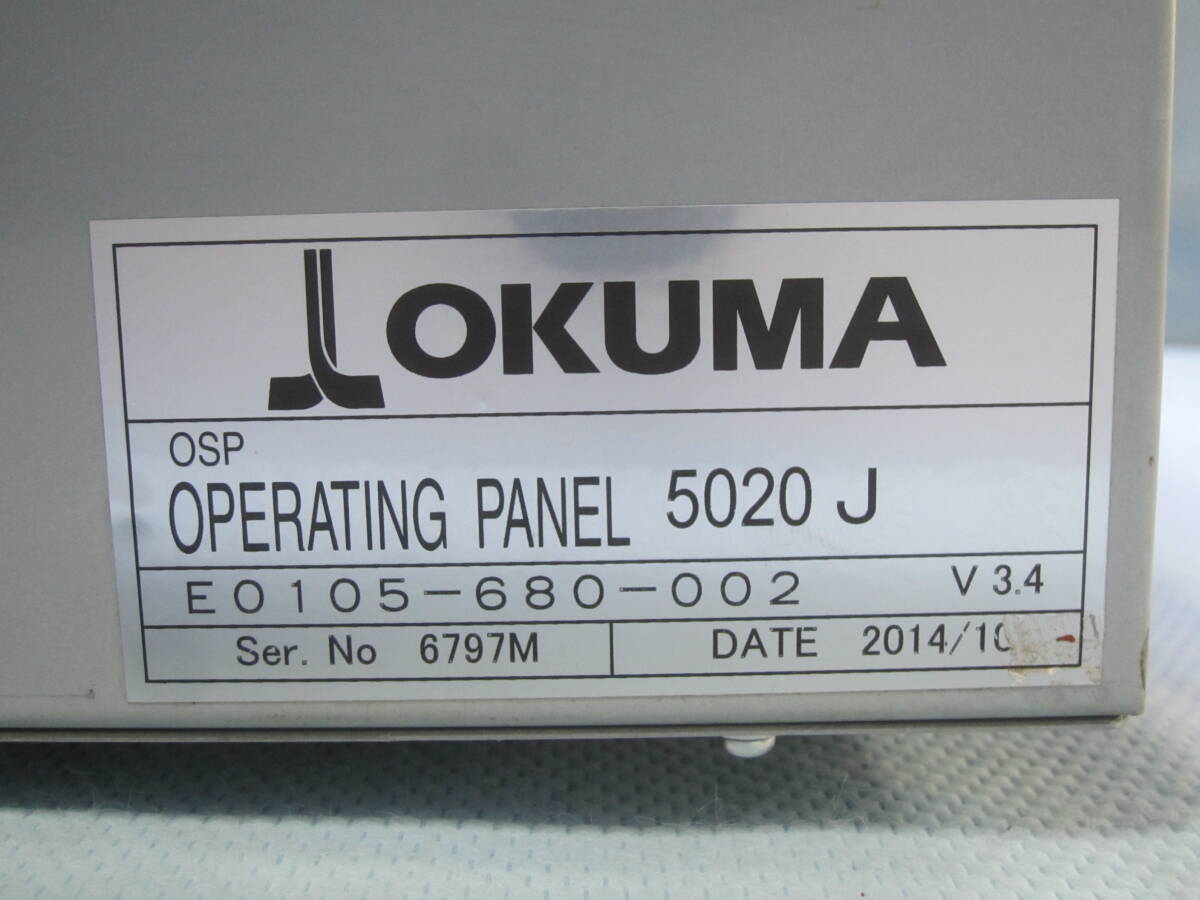 OKUMA
OSP
OPERATING PANEL 5020 J
E0105-680-002 V 3.4
Ser. No 6797M DATE 2014/10